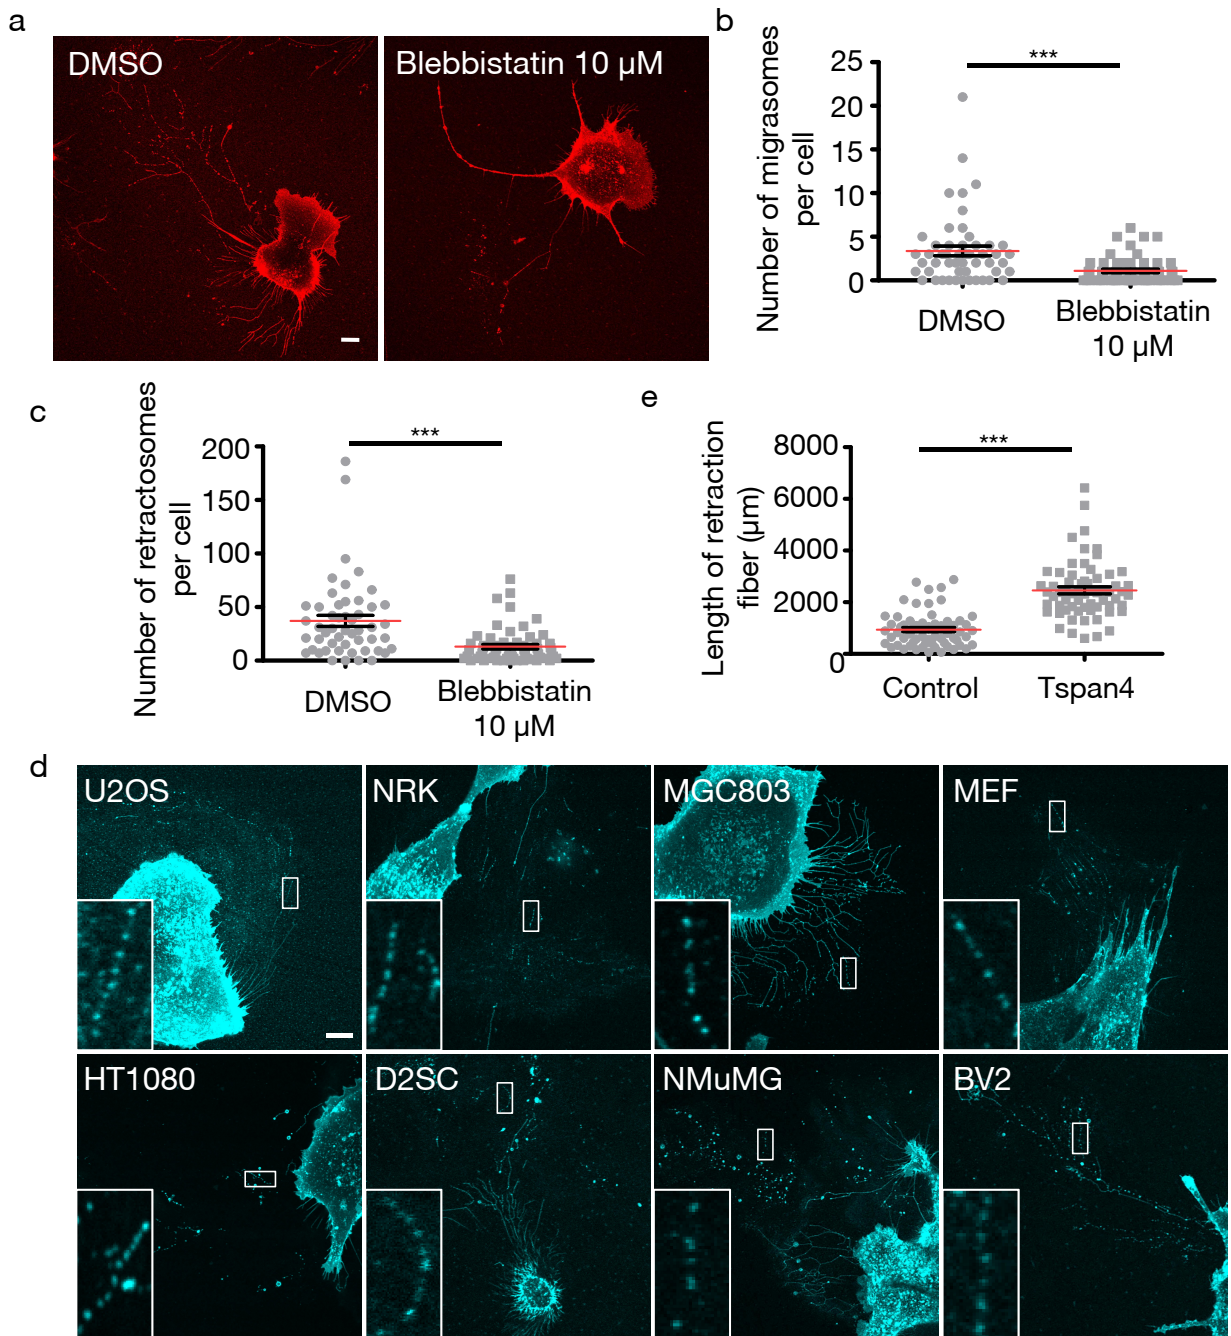 a
DMSO
Blebbistatin 10 µM
b
Number of migrasomes
per cell
25
20
15
10
5
0
***
DMSO
Blebbistatin
10 µM
c
Number of retractosomes
per cell
200
150
100
50
0
***
DMSO
Blebbistatin
10 µM
e
Length of retraction
fiber (µm)
8000
6000
4000
2000
0
***
Control
Tspan4
d
U2OS
NRK
MGC803
MEF
HT1080
D2SC
NMuMG
BV2